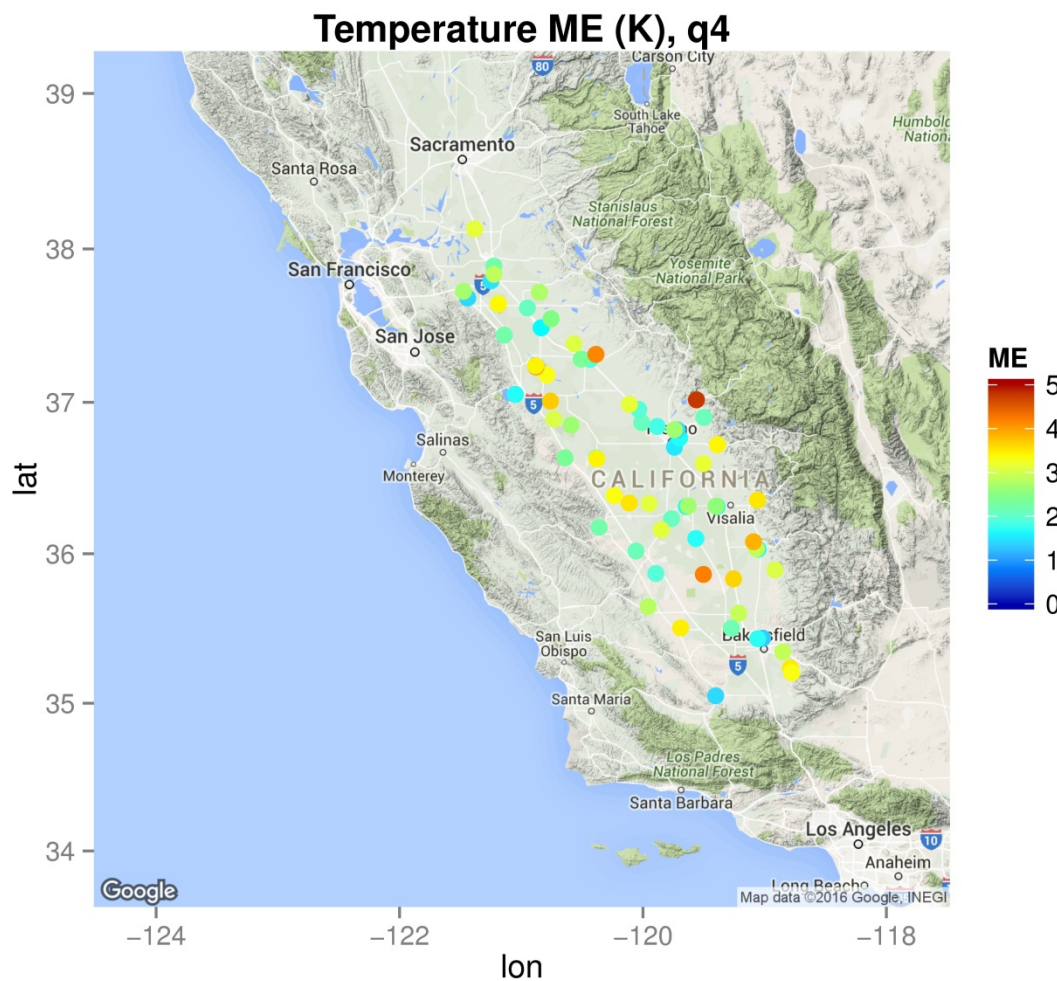 Temperature ME (K), q4
Carson City
80
South Lake
Tahoe
Humbol
Nationa
Sacramento
Santa Rosa
Stanislaus
National Forest
San Francisco
Yosemite
National Park
5
San Jose
5
Salinas
Monterey
CALIFORNIA
Visalia
San Luis
Obispo
5
Santa Maria
Los Padres
National Forest
Santa Barbara
Los Angeles
10
Anaheim
Long Beach
Google
Map data ©2016 Google, INEGI
39
38
37
36
35
34
lat
−124
−122
−120
−118
lon
ME
5
4
3
2
1
0